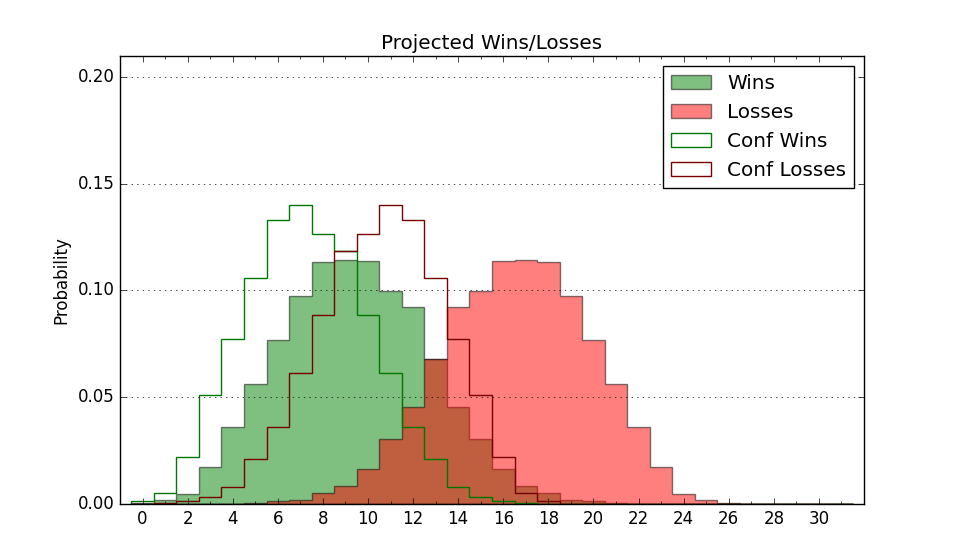 Projected Wins/Losses
Probability
0.20
0.15
0.10
0.05
0.00
0 2 4 6 8 10 12 14 16 18 20 22 24 26 28 30
Wins
Losses
Conf Wins
Conf Losses